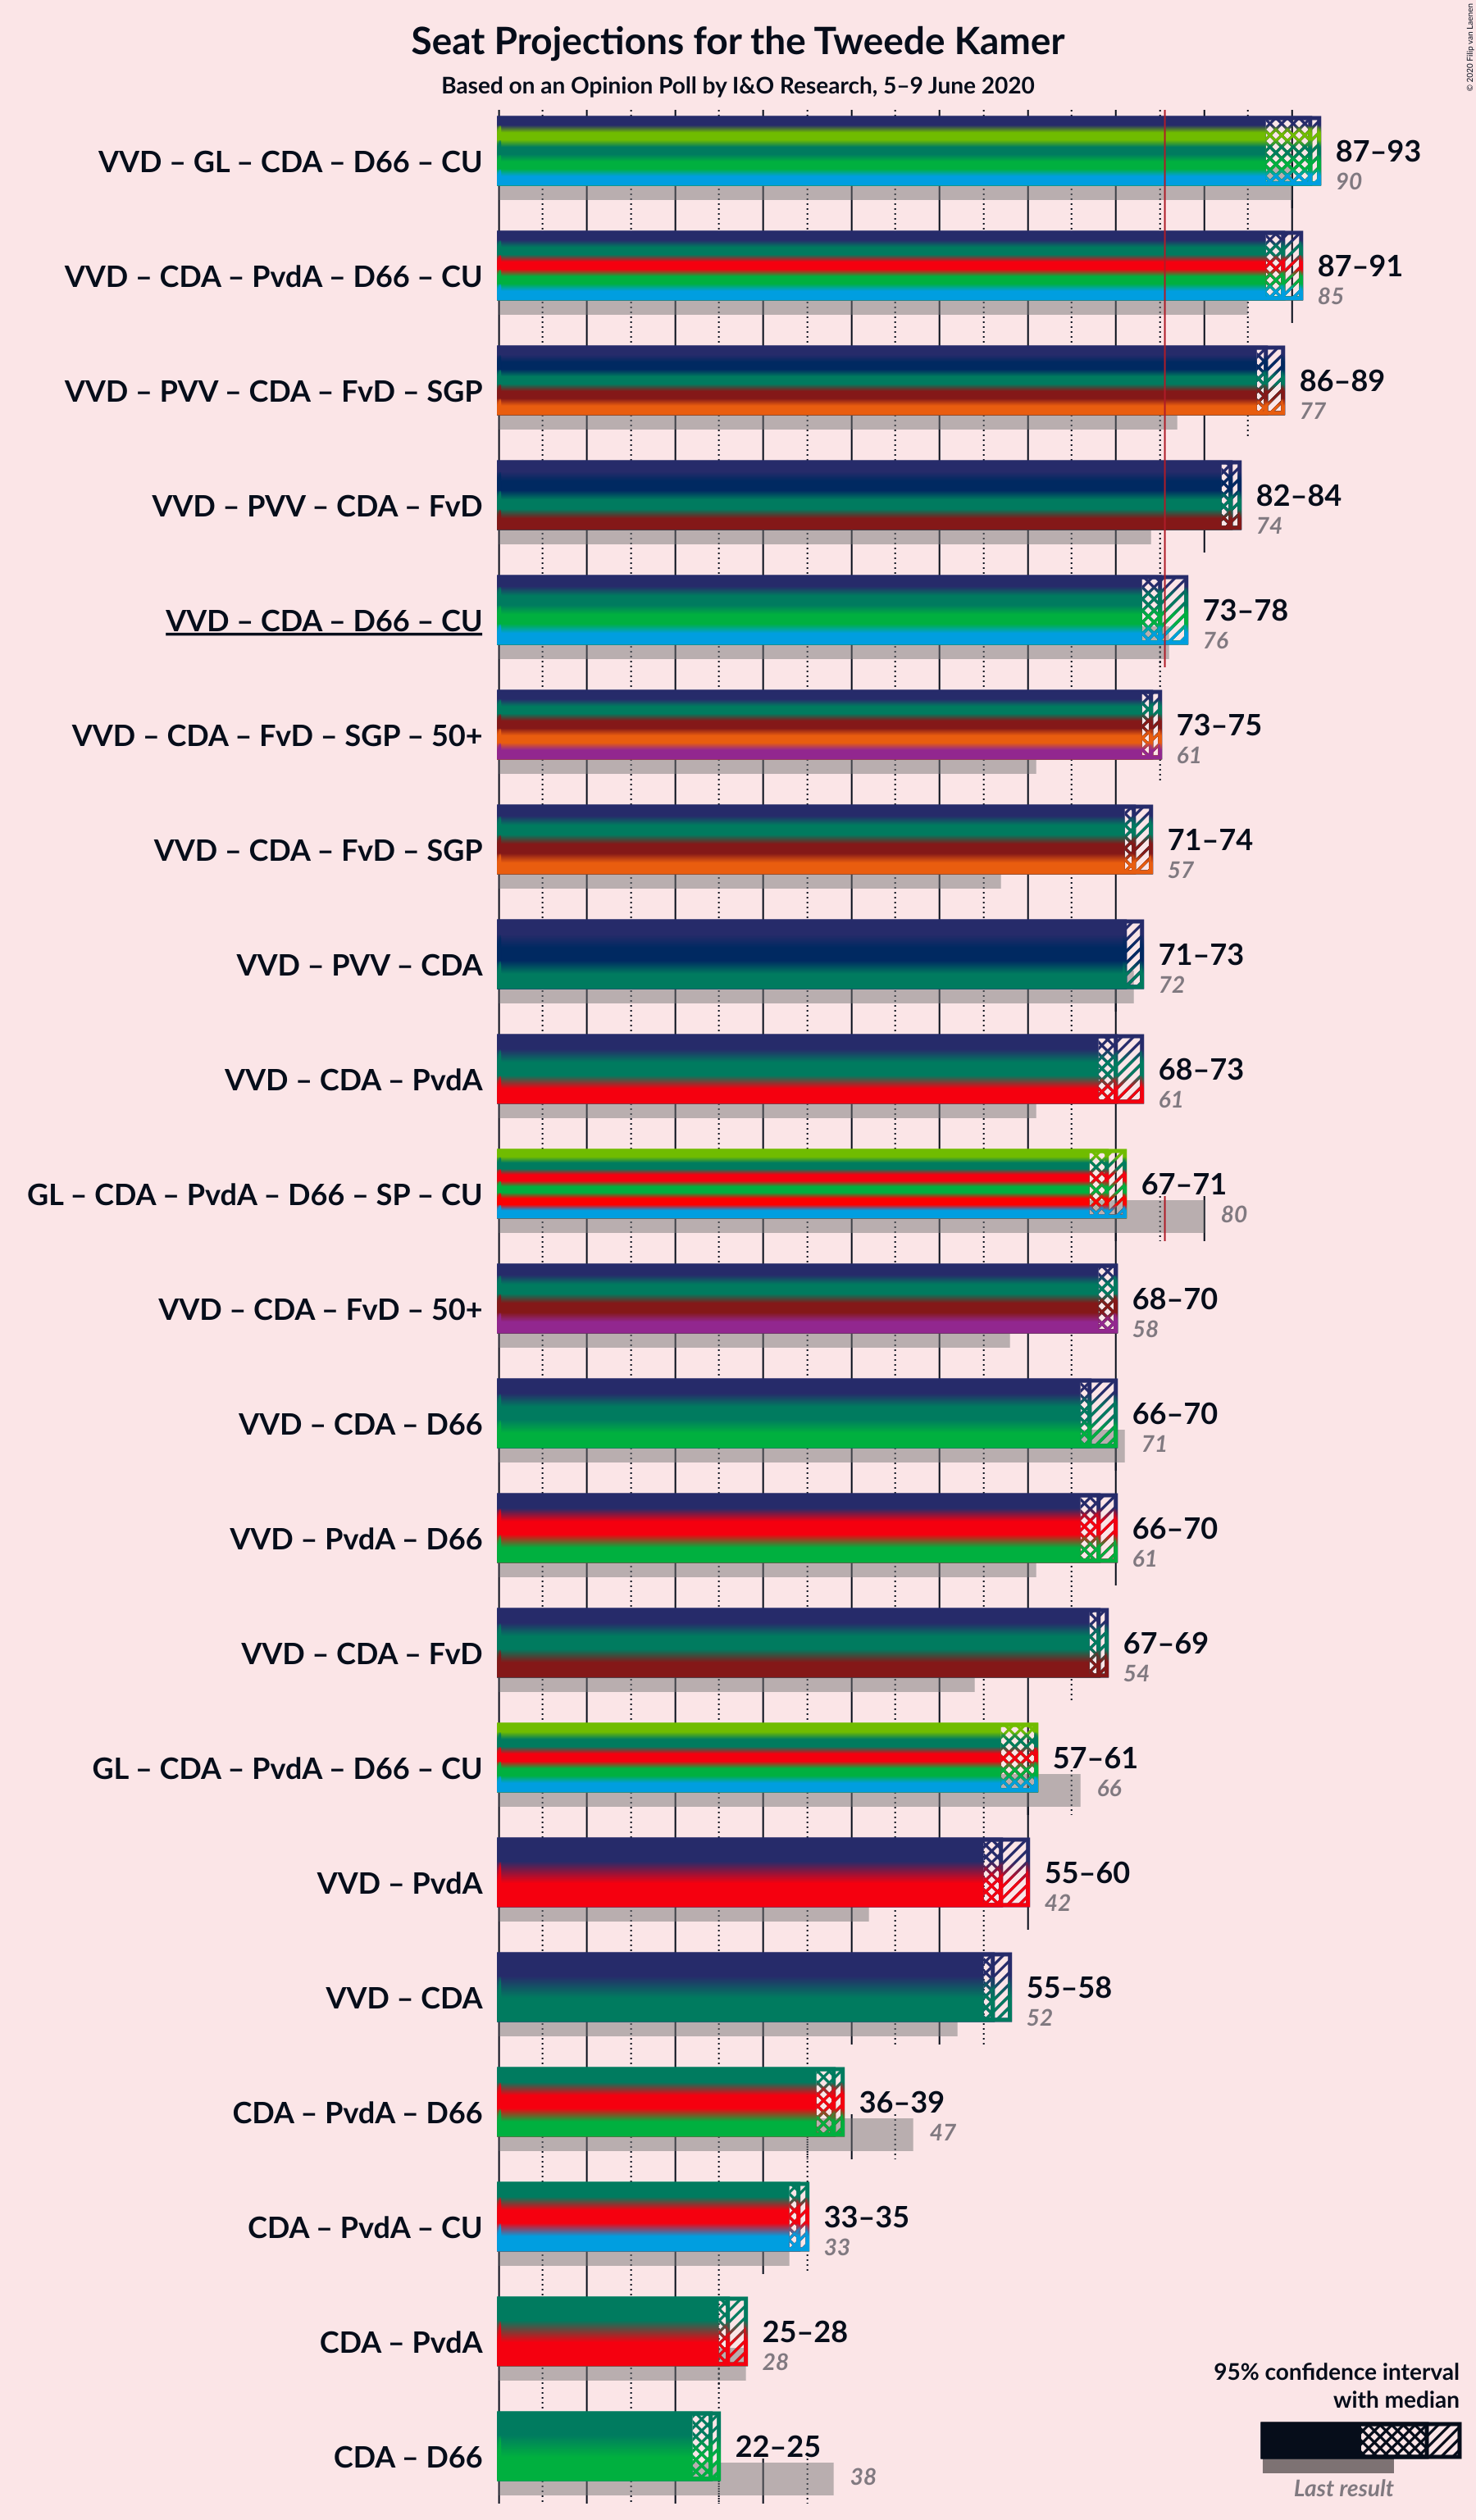 Seat Projections for the Tweede Kamer
Based on an Opinion Poll by I&O Research, 5–9 June 2020
© 2020 Filip van Laenen
VVD – GL – CDA – D66 – CU
87–93
90
VVD – CDA – PvdA – D66 – CU
87–91
85
VVD – PVV – CDA – FvD – SGP
86–89
77
VVD – PVV – CDA – FvD
82–84
74
VVD – CDA – D66 – CU
73–78
76
VVD – CDA – FvD – SGP – 50+
73–75
61
VVD – CDA – FvD – SGP
71–74
57
VVD – PVV – CDA
71–73
72
VVD – CDA – PvdA
68–73
61
GL – CDA – PvdA – D66 – SP – CU
67–71
80
VVD – CDA – FvD – 50+
68–70
58
VVD – CDA – D66
66–70
71
VVD – PvdA – D66
66–70
61
VVD – CDA – FvD
67–69
54
GL – CDA – PvdA – D66 – CU
57–61
66
VVD – PvdA
55–60
42
VVD – CDA
55–58
52
CDA – PvdA – D66
36–39
47
CDA – PvdA – CU
33–35
33
CDA – PvdA
25–28
28
CDA – D66
22–25
38
95% confidence interval
with median
Last result